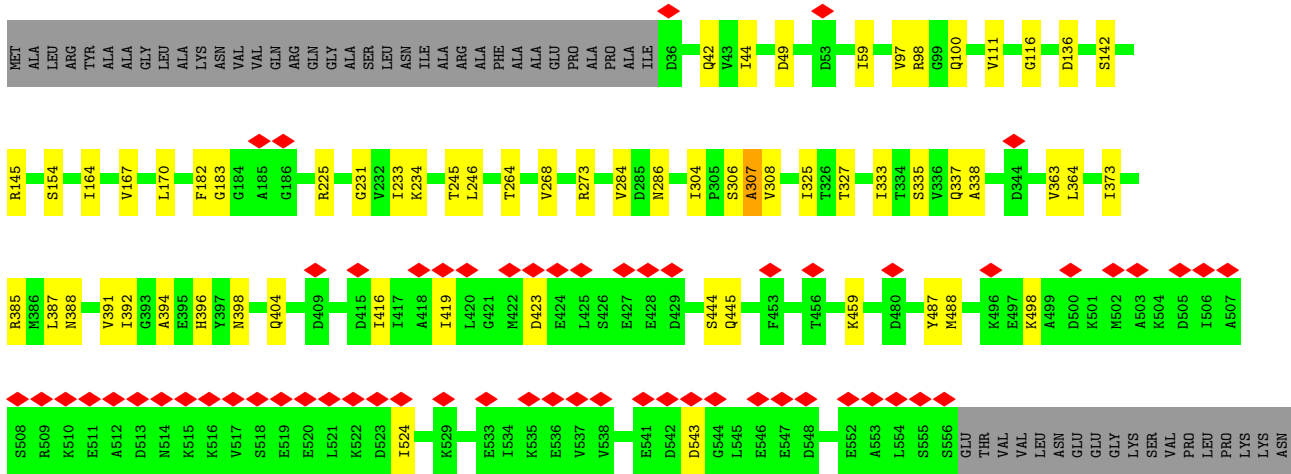 MET ALA LEU ARG TYR ALA ALA GLY LEU ALA LYS ASN VAL VAL GLN ARG GLN GLY ALA SER LEU ASN ILE ALA ARG ALA PHE ALA ALA GLU PRO ALA PRO ALA ILE D36 Q42 V43 I44 D49 D53 I59 V97 R98 G99 Q100 V111 G116 D136 S142
R145 S154 I164 V167 L170 F182 G183 G184 A185 G186 R225 G231 V232 I233 K234 T245 L246 T264 V268 R273 V284 D285 N286 I304 P305 S306 A307 V308 I325 T326 T327 I333 T334 S335 V336 Q337 A338 D344 V363 L364 I373
R385 M386 L387 N388 V391 I392 G393 A394 E395 H396 Y397 N398 Q404 D409 D415 I416 I417 A418 I419 L420 G421 M422 D423 E424 L425 S426 E427 E428 D429 S444 Q445 F453 T456 K459 D480 Y487 M488 K496 E497 K498 A499 D500 K501 M502 A503 K504 D505 I506 A507
S508 R509 K510 E511 A512 D513 N514 K515 K516 V517 S518 E519 E520 L521 K522 D523 I524 K529 E533 I534 K535 E536 V537 V538 E541 D542 D543 G544 L545 E546 E547 D548 E552 A553 L554 S555 S556 GLU THR VAL VAL LEU ASN GLU GLU GLY LYS SER VAL PRO LEU PRO LYS LYS ASN